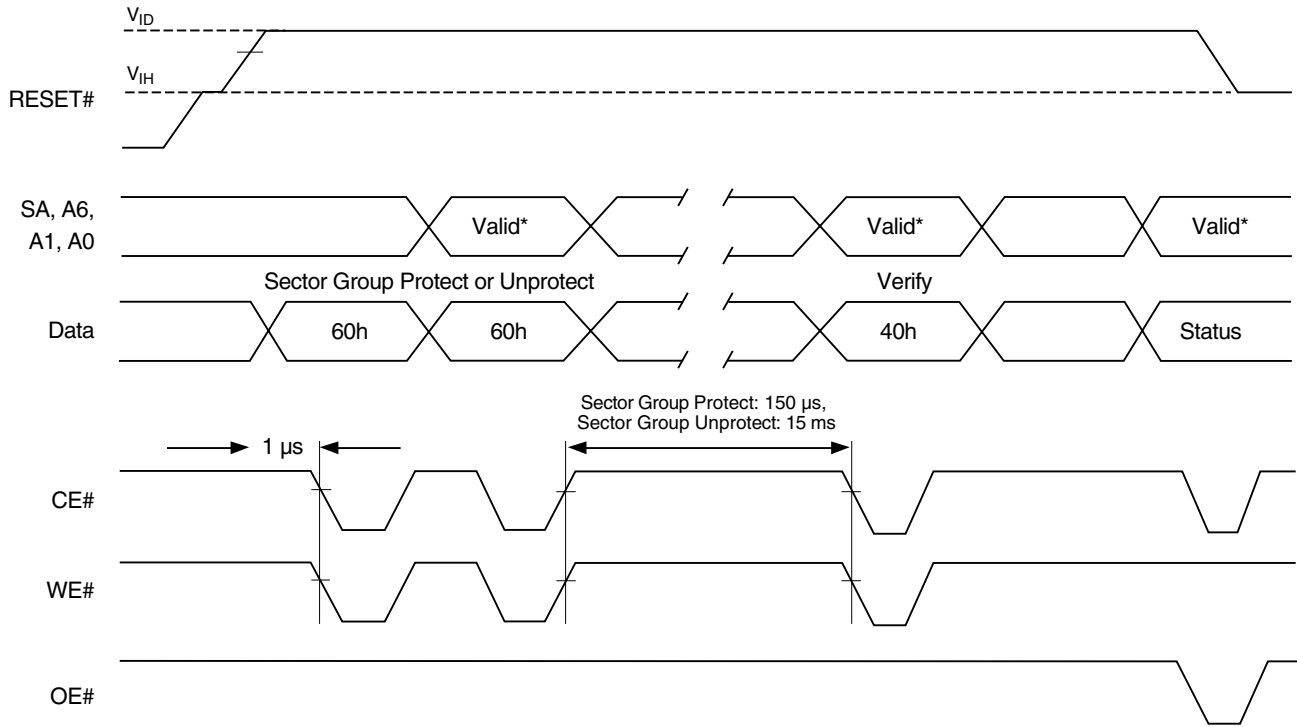 VID
VIH
RESET#
SA, A6,
A1, A0
Valid*
Valid*
Valid*
Sector Group Protect or Unprotect
Verify
Data
60h
60h
40h
Status
Sector Group Protect: 150 µs,
Sector Group Unprotect: 15 ms
1 µs
CE#
WE#
OE#